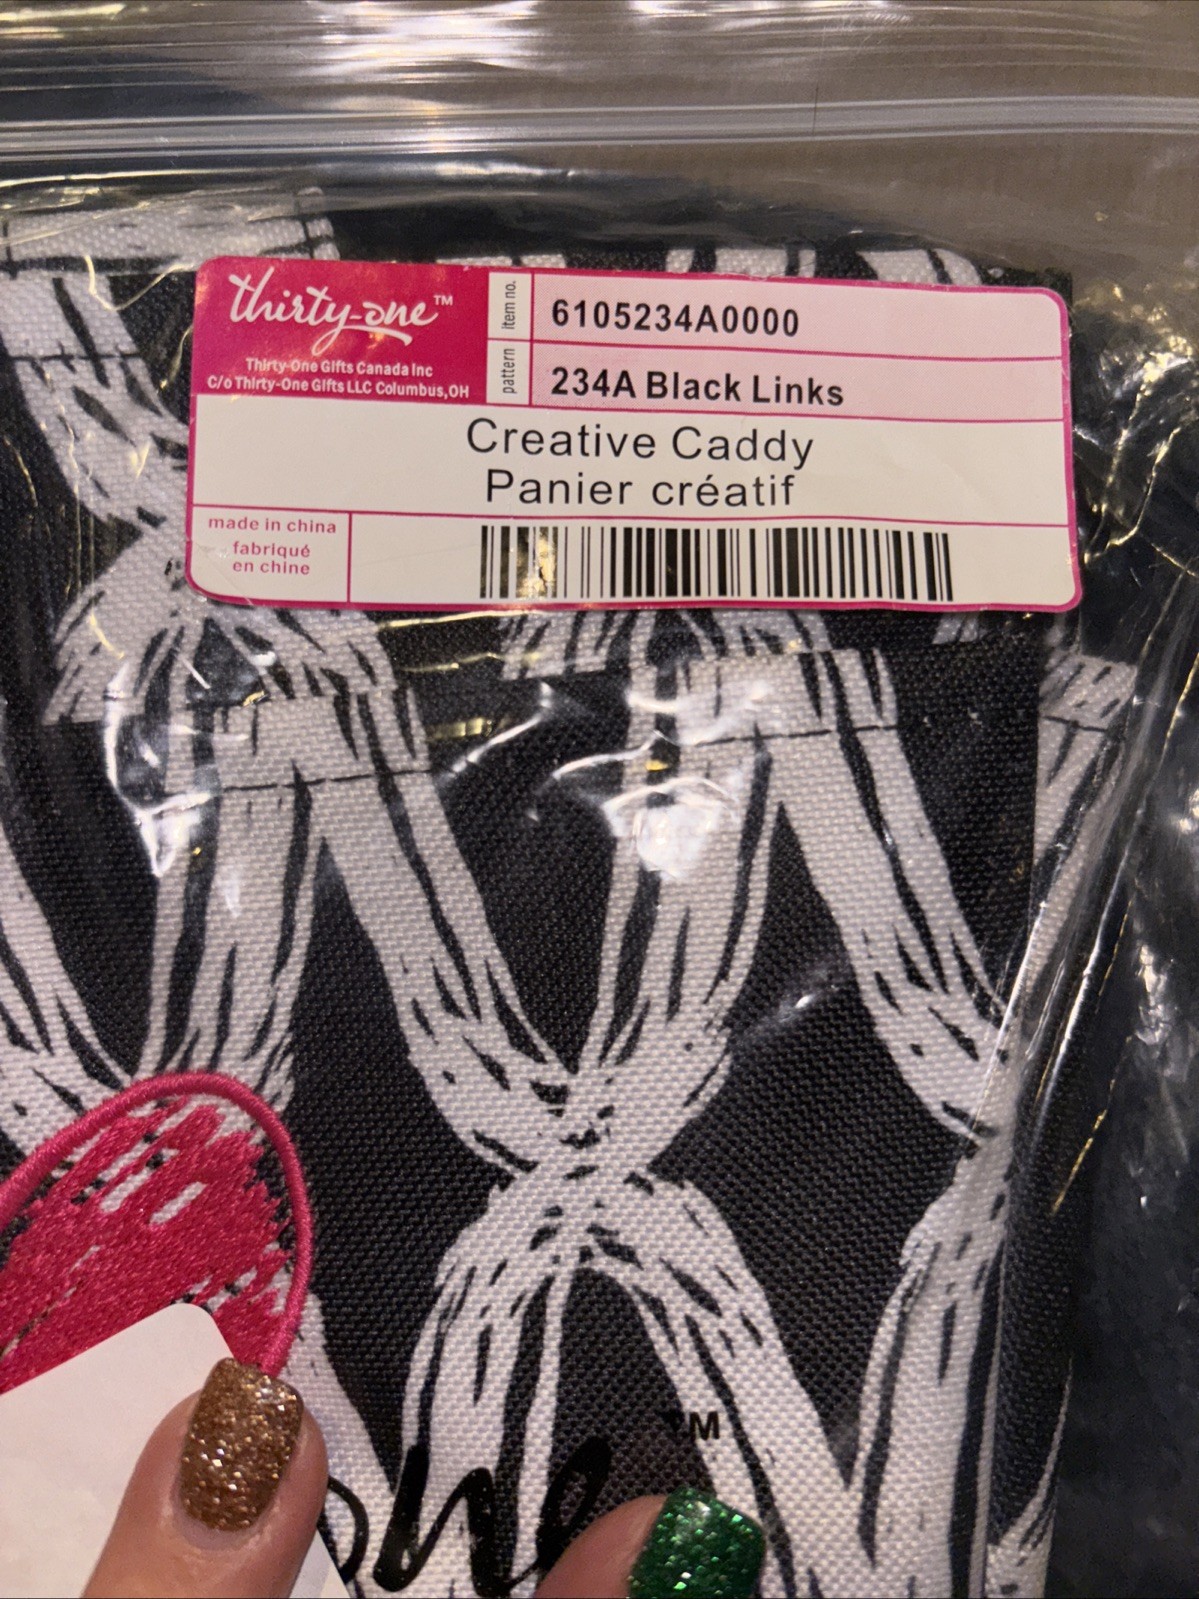 thirty-one™
Thirty-One Gifts Canada Inc
C/o Thirty-One Gifts LLC Columbus,OH
item no.
6105234A0000
pattern
234A Black Links
Creative Caddy
Panier créatif
made in china
fabriqué
en chine
TM
one